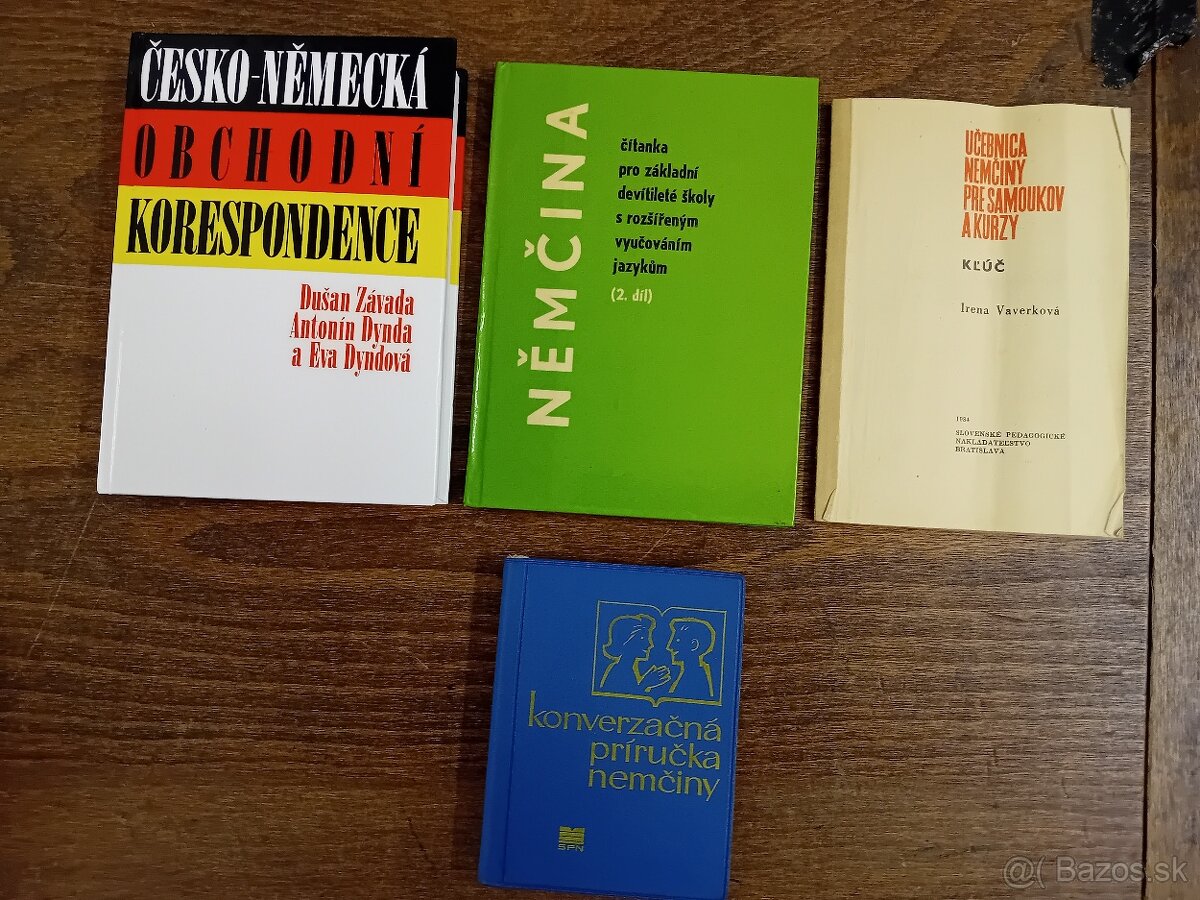 ČESKO-NĚMECKÁ
OBCHODNÍ
KORESPONDENCE
Dušan Závada
Antonín Dynda
a Eva Dyndová
NĚMČINA
čítanka
pro základní
devítileté školy
s rozšířeným
vyučováním
jazykům
(2. díl)
UČEBNICA
NEMČINY
PRE SAMOUKOV
A KURZY
KĽÚČ
Irena Vaverková
1984
SLOVENSKÉ PEDAGOGICKÉ
NAKLADATEĽSTVO
BRATISLAVA
konverzačná
príručka
nemčiny
SPN
@( Bazos.sk